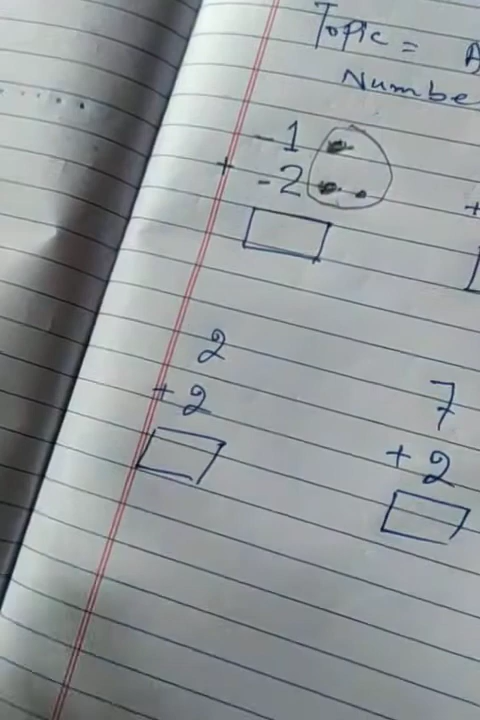 Topic = A
Numbe
- 1
+ - 2
+
2
+ 2
7
+ 2